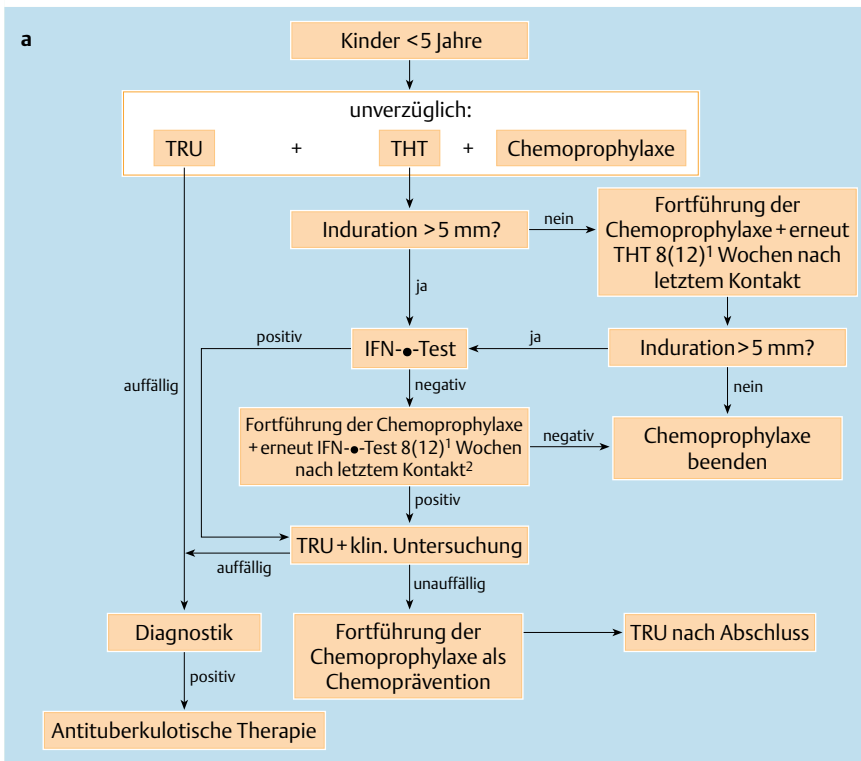 a
Kinder <5 Jahre
unverzüglich:
TRU + THT + Chemoprophylaxe
Induration >5 mm?
nein
Fortführung der
Chemoprophylaxe + erneut
THT 8(12)¹ Wochen nach
letztem Kontakt
ja
positiv
IFN-●-Test
ja
Induration >5 mm?
auffällig
negativ
nein
Fortführung der Chemoprophylaxe
+ erneut IFN-●-Test 8(12)¹ Wochen
nach letztem Kontakt²
negativ
Chemoprophylaxe
beenden
positiv
TRU + klin. Untersuchung
auffällig
unauffällig
Diagnostik
Fortführung der
Chemoprophylaxe als
Chemoprävention
TRU nach Abschluss
positiv
Antituberkulotische Therapie